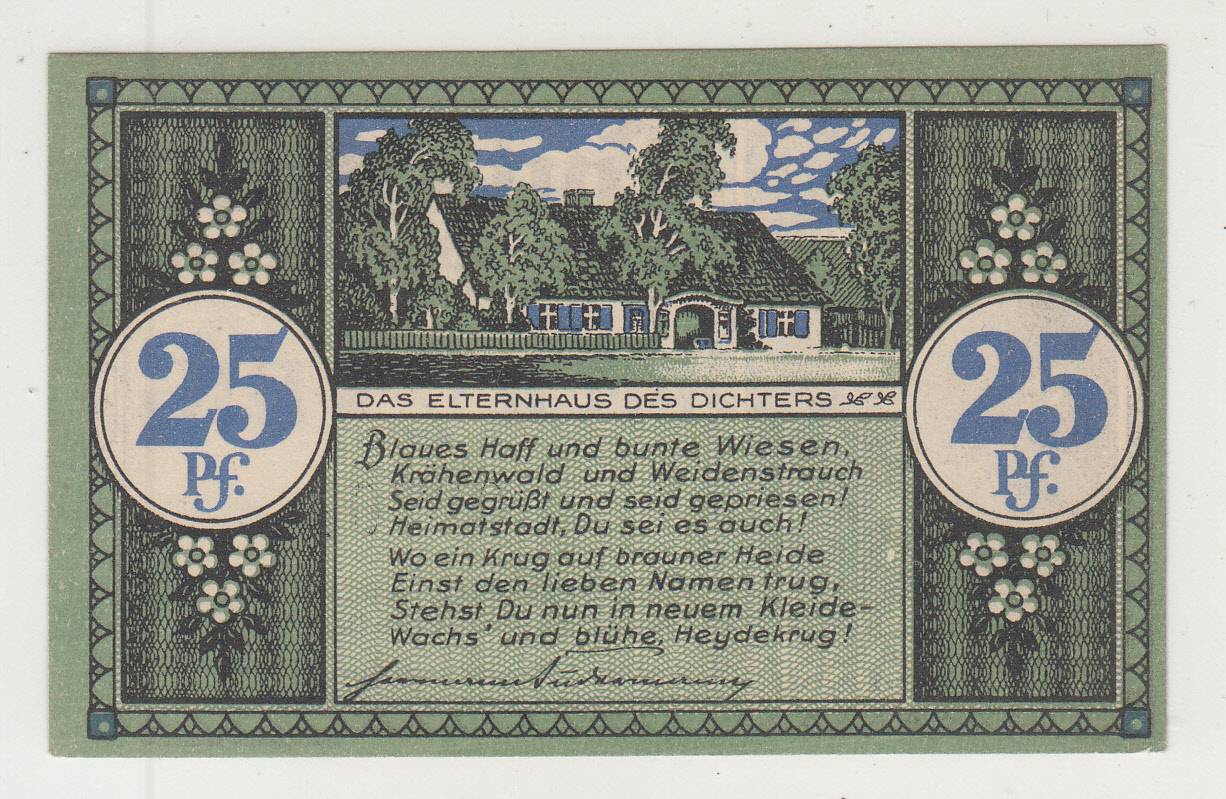 DAS ELTERNHAUS DES DICHTERS
25
Pf.
25
Pf.
Blaues Haff und bunte Wiesen,
Krähenwald und Weidenstrauch
Seid gegrüßt und seid gepriesen!
Heimatstadt, Du sei es auch!
Wo ein Krug auf brauner Heide
Einst den lieben Namen trug,
Stehst Du nun in neuem Kleide-
Wachs' und blühe, Heydekrug!
Hermann Sudermann